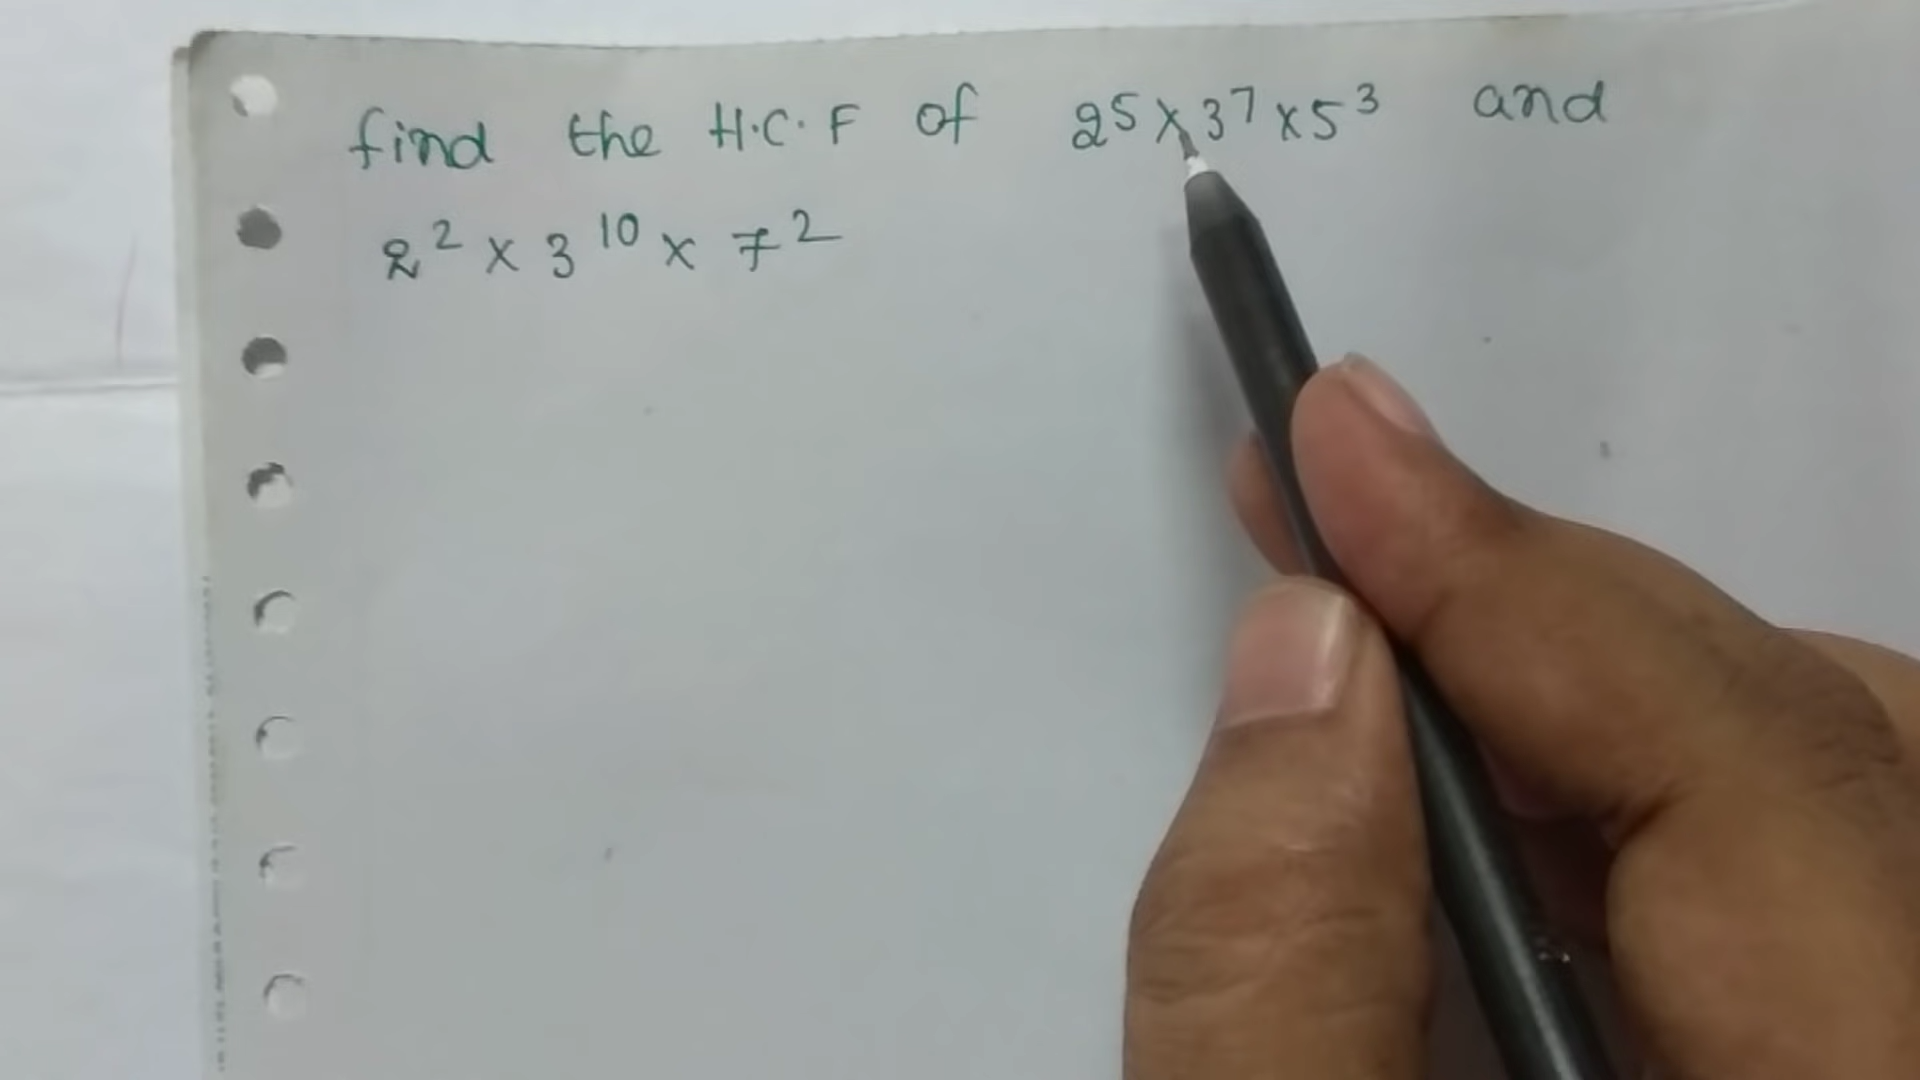 find the H.C.F of 2⁵ x 3⁷ x 5³ and
2² x 3¹⁰ x 7²